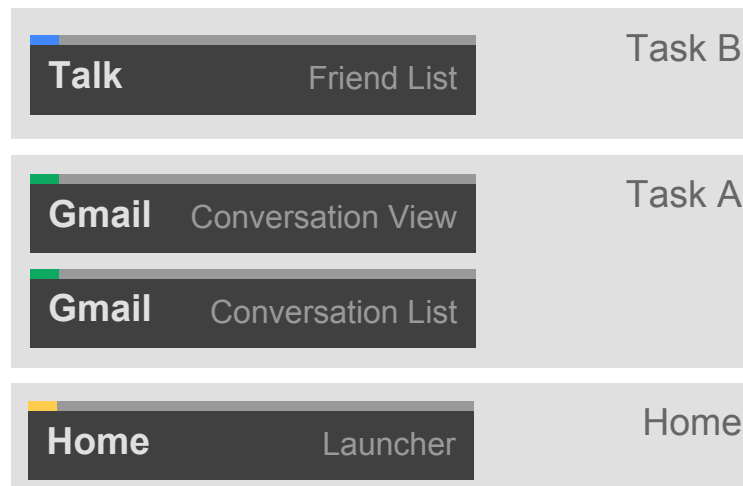 Task B
Talk Friend List
Task A
Gmail Conversation View
Gmail Conversation List
Home
Home Launcher